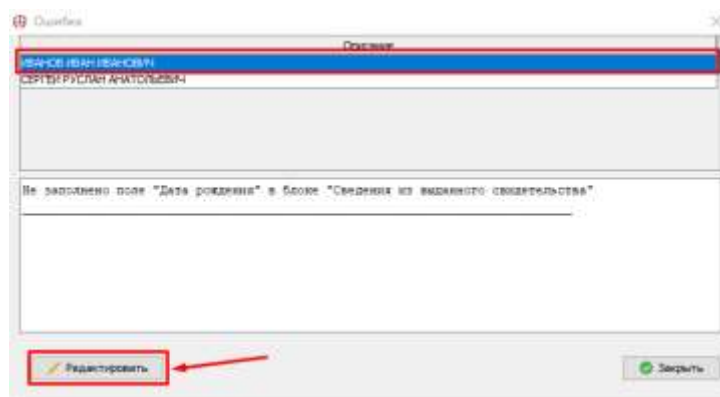 Ошибка
Описание
ИВАНОВ ИВАН ИВАНОВИЧ
СЕРГЕЙ РУСЛАН АНАТОЛЬЕВИЧ
Не заполнено поле "Дата рождения" в блоке "Сведения из выданного свидетельства"
Редактировать
Закрыть